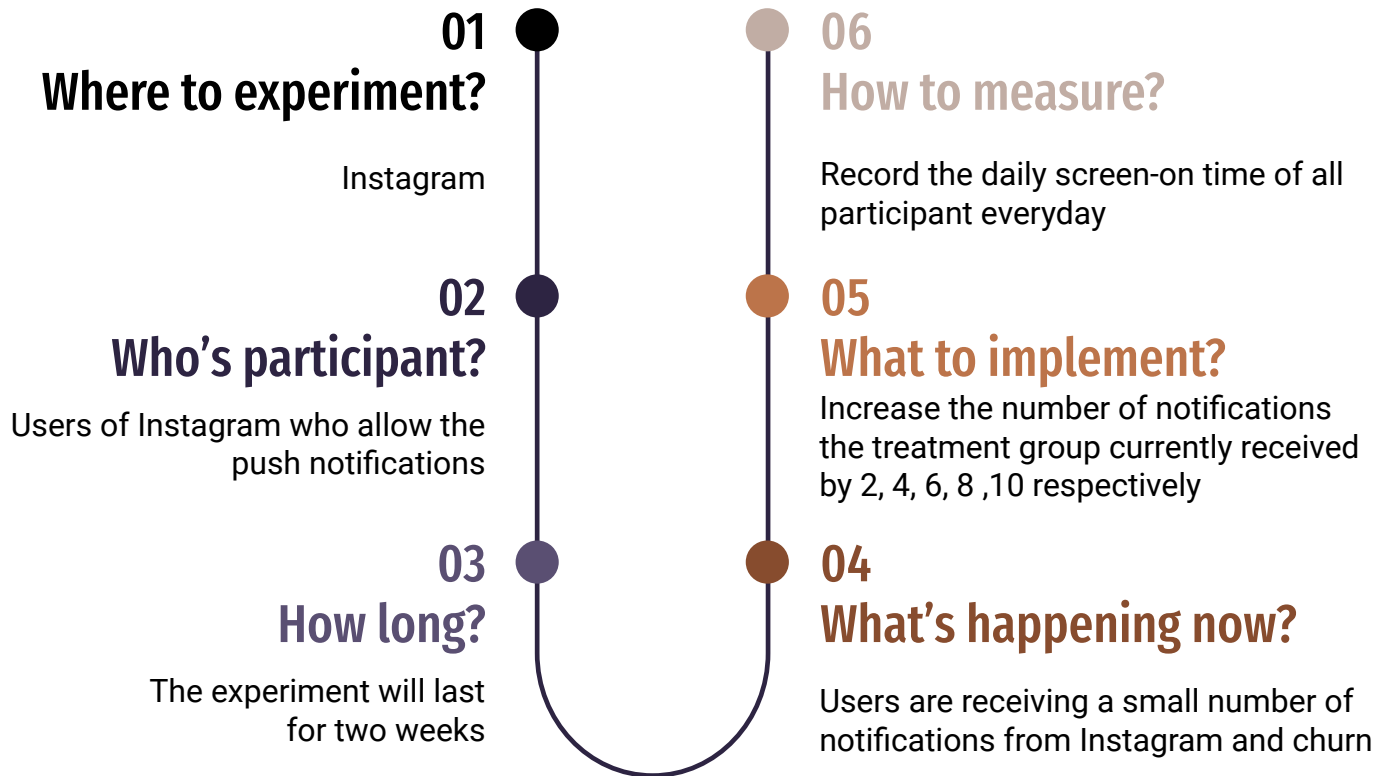 01
Where to experiment?
Instagram
02
Who’s participant?
Users of Instagram who allow the
push notifications
03
How long?
The experiment will last
for two weeks
04
What’s happening now?
Users are receiving a small number of
notifications from Instagram and churn
05
What to implement?
Increase the number of notifications
the treatment group currently received
by 2, 4, 6, 8 ,10 respectively
06
How to measure?
Record the daily screen-on time of all
participant everyday